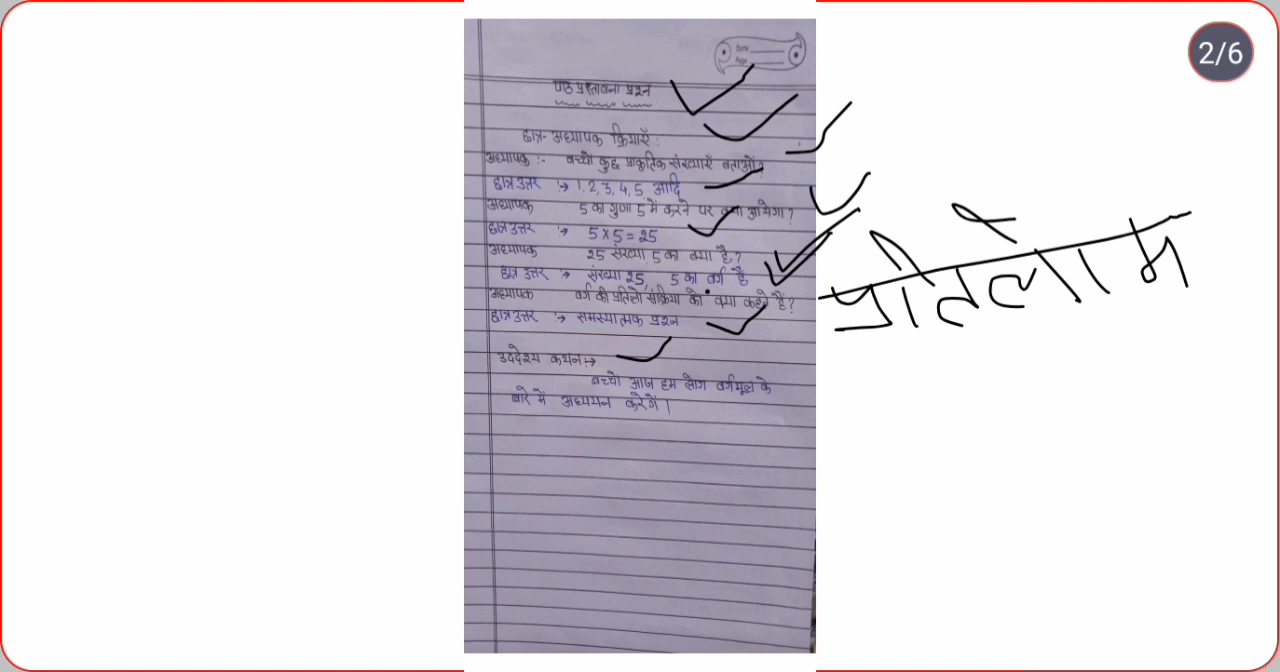 2/6
Date
Page
पाठ प्रस्तावना प्रश्न
छात्र- अध्यापक क्रियाएँ :
अध्यापक :- बच्चों कुछ प्राकृतिक संख्याएँ बताओं?
छात्र उत्तर → 1, 2, 3, 4, 5 आदि
अध्यापक 5 का गुणा 5 में करने पर क्या आयेगा ?
छात्र उत्तर → 5 X 5 = 25
अध्यापक 25 संख्या 5 का क्या है ?
छात्र उत्तर → संख्या 25, 5 का वर्ग है
अध्यापक वर्ग की प्रतिलो संक्रिया को क्या कहते है ?
छात्र उत्तर → समस्यात्मक प्रश्न
प्रतिलोम
उददेश्य कथन →
बच्चों आज हम लोग वर्गमूल के
बारे में अध्ययन करेगें ।